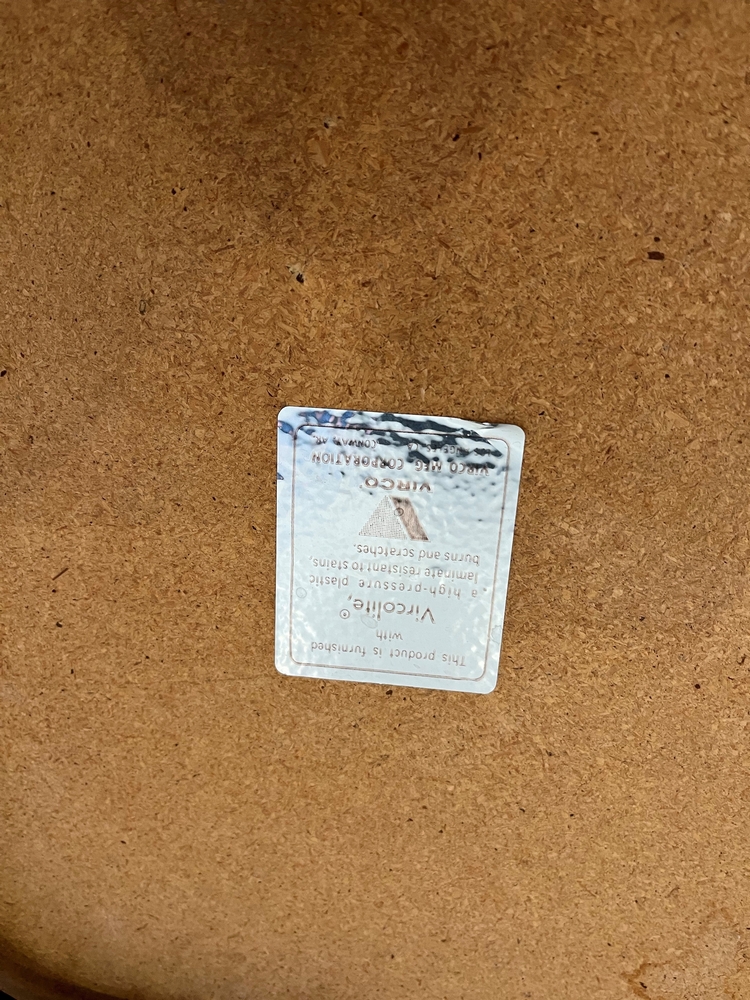 This product is furnished
with
Vircolite,®
a high-pressure plastic
laminate resistant to stains,
burns and scratches.
®
VIRCO
VIRCO MFG. CORPORATION
CONWAY, AR.